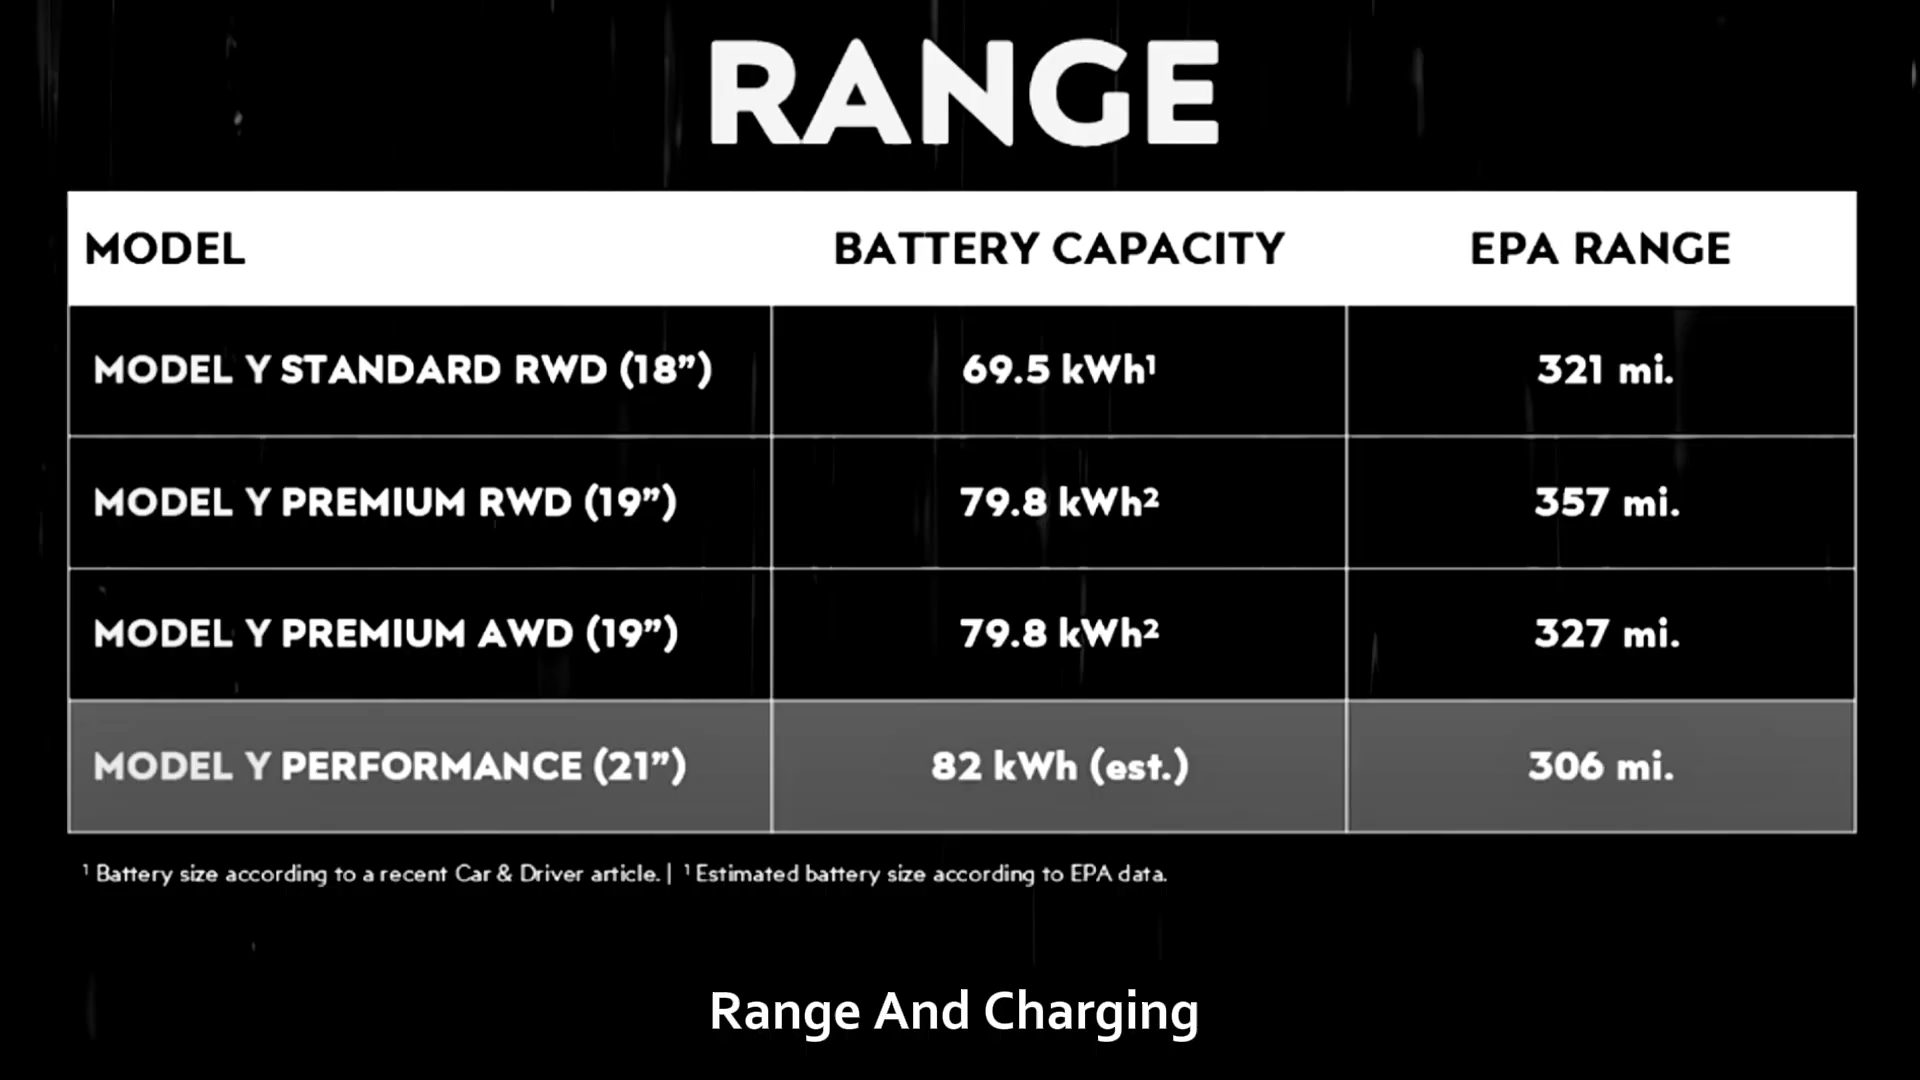 RANGE
MODEL BATTERY CAPACITY EPA RANGE
MODEL Y STANDARD RWD (18”) 69.5 kWh¹ 321 mi.
MODEL Y PREMIUM RWD (19”) 79.8 kWh² 357 mi.
MODEL Y PREMIUM AWD (19”) 79.8 kWh² 327 mi.
MODEL Y PERFORMANCE (21”) 82 kWh (est.) 306 mi.
¹ Battery size according to a recent Car & Driver article. | ¹ Estimated battery size according to EPA data.
Range And Charging